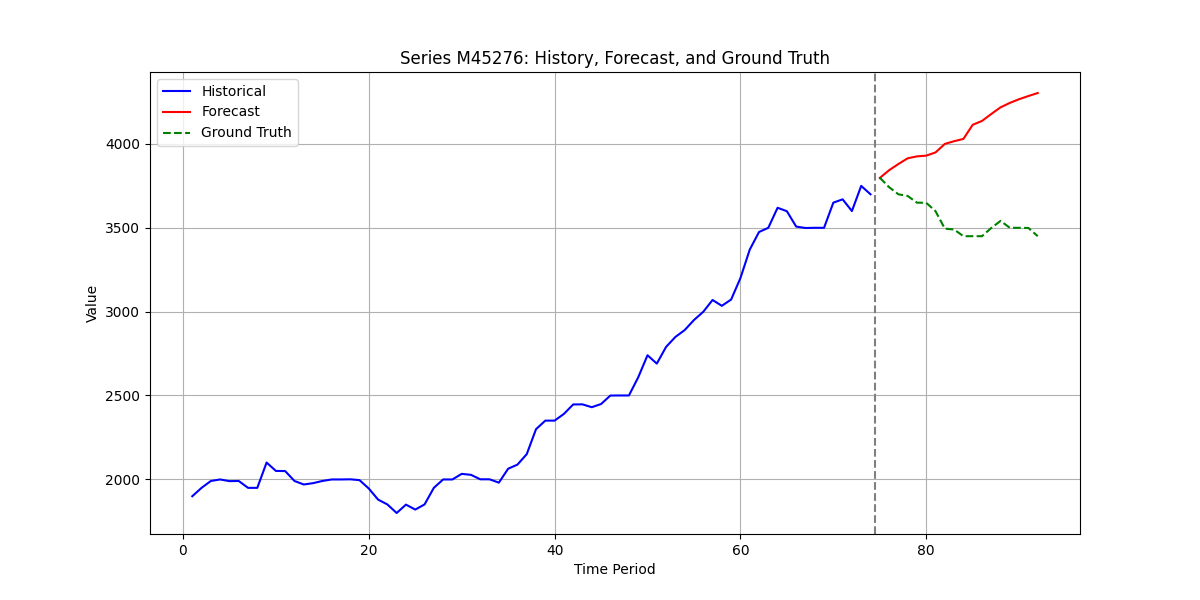 Series M45276: History, Forecast, and Ground Truth
Historical
Forecast
Ground Truth
4000
3500
3000
2500
2000
Value
0 20 40 60 80
Time Period